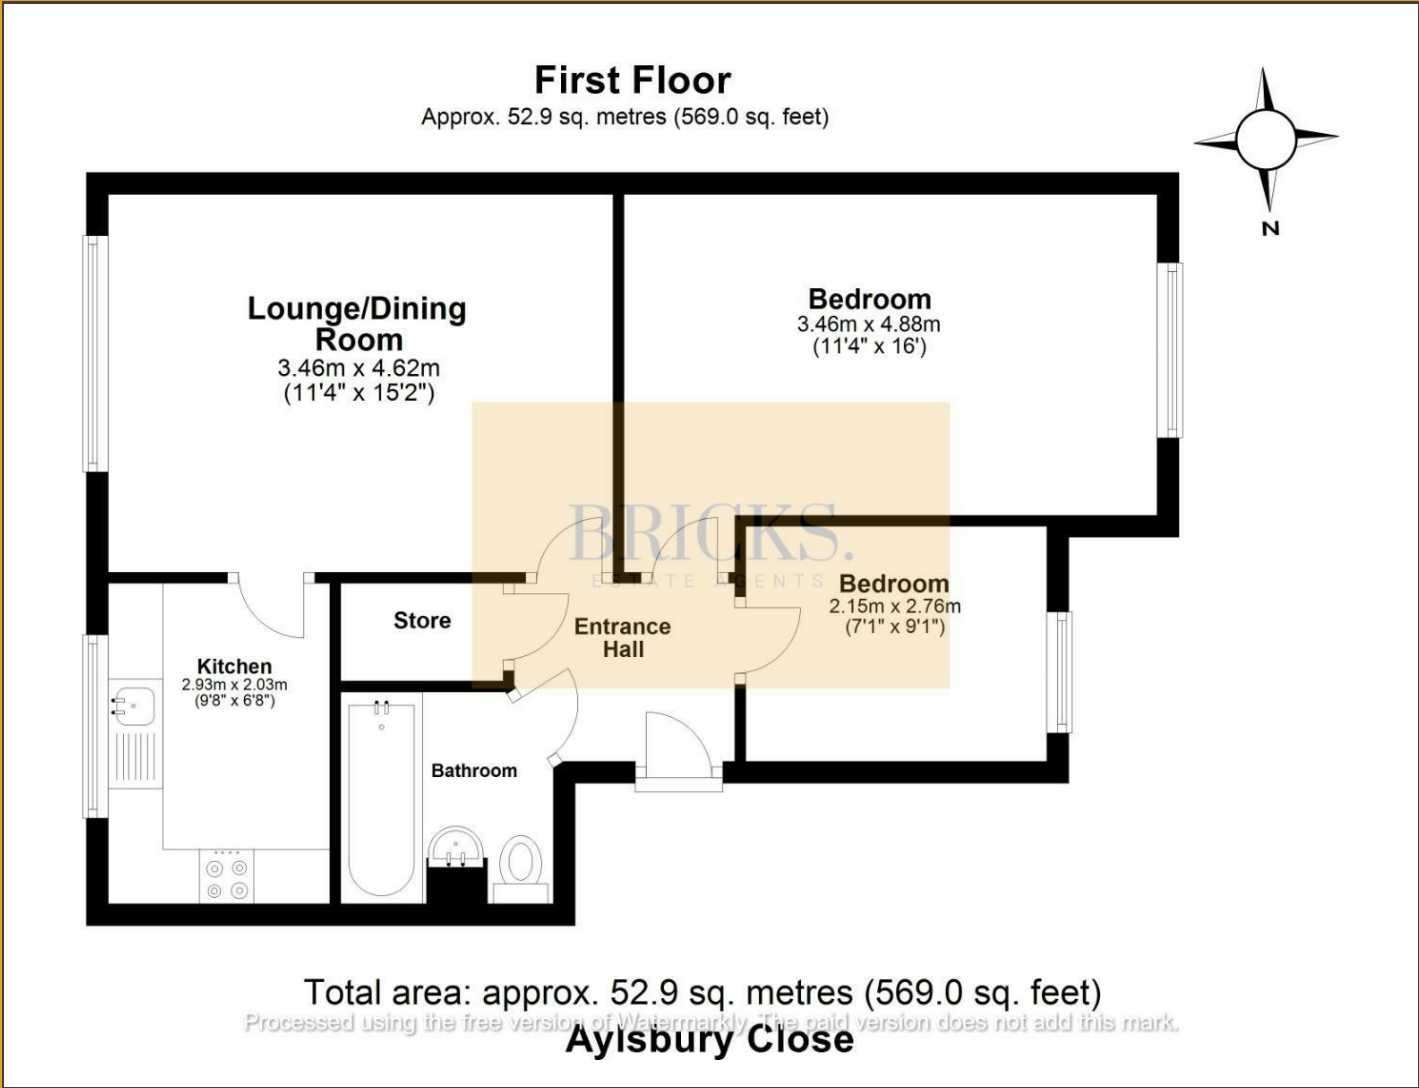 First Floor
Approx. 52.9 sq. metres (569.0 sq. feet)
N
Lounge/Dining
Room
3.46m x 4.62m
(11'4" x 15'2")
Bedroom
3.46m x 4.88m
(11'4" x 16')
BRICKS.
ESTATE AGENTS
Bedroom
2.15m x 2.76m
(7'1" x 9'1")
Store
Entrance
Hall
Kitchen
2.93m x 2.03m
(9'8" x 6'8")
Bathroom
Total area: approx. 52.9 sq. metres (569.0 sq. feet)
Processed using the free version of Watermarkly. The paid version does not add this mark.
Aylsbury Close